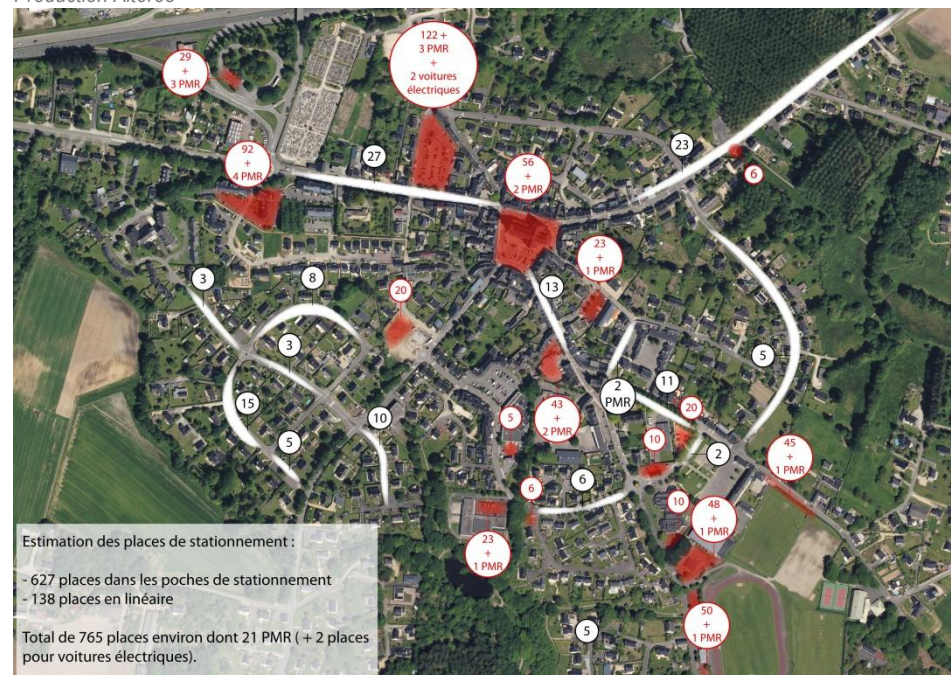 Production Alteréo
122 +
3 PMR
+
2 voitures
électriques
29
+
3 PMR
92
+
4 PMR
27
56
+
2 PMR
23
6
23
+
1 PMR
3
8
20
13
3
5
15
10
5
2
PMR
11
20
43
+
2 PMR
5
10
2
45
+
1 PMR
6
6
10
48
+
1 PMR
23
+
1 PMR
50
+
1 PMR
5
Estimation des places de stationnement :
- 627 places dans les poches de stationnement
- 138 places en linéaire
Total de 765 places environ dont 21 PMR ( + 2 places
pour voitures électriques).